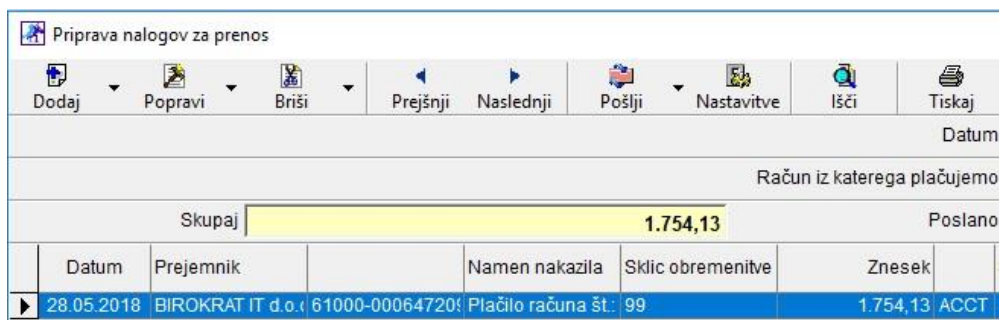 Priprava nalogov za prenos
Dodaj Popravi Briši Prejšnji Naslednji Pošlji Nastavitve Išči Tiskaj
Datum
Račun iz katerega plačujemo
Skupaj 1.754,13 Poslano
Datum Prejemnik Namen nakazila Sklic obremenitve Znesek
28.05.2018 BIROKRAT IT d.o. 61000-000647209 Plačilo računa št.: 99 1.754,13 ACCT